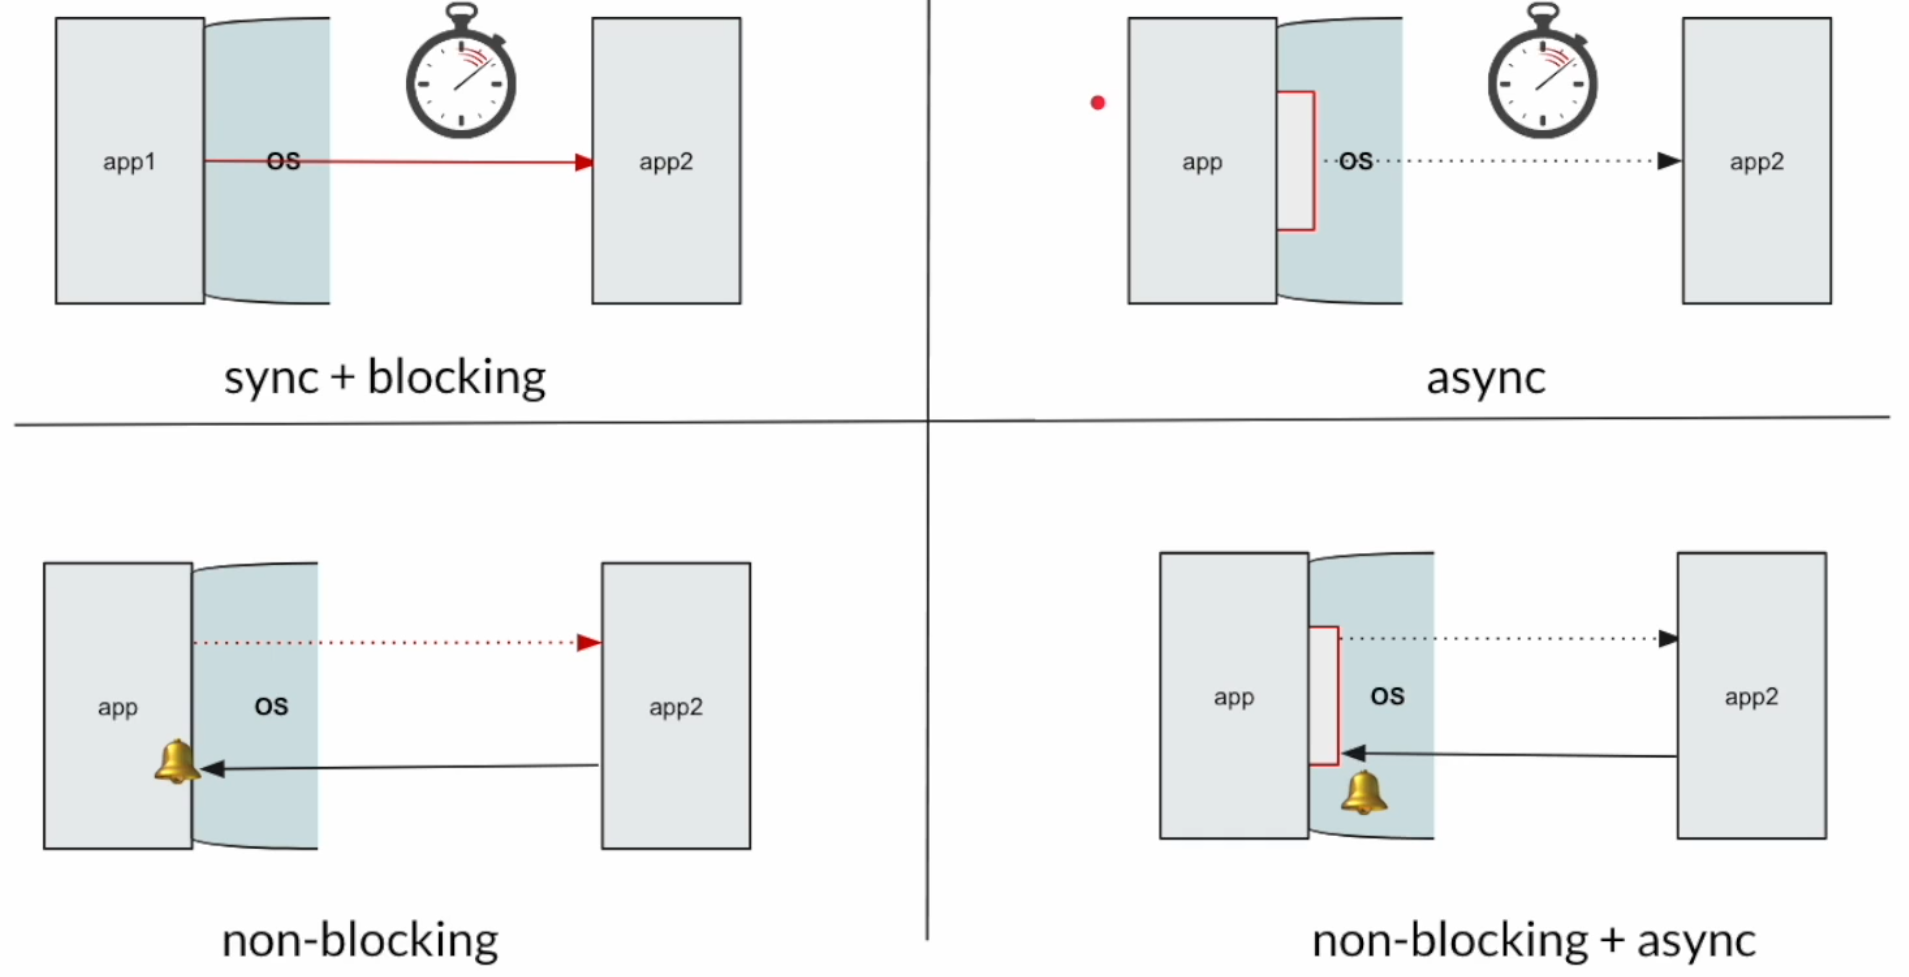 app1
OS
app2
sync + blocking
app
OS
app2
async
app
OS
app2
non-blocking
app
OS
app2
non-blocking + async